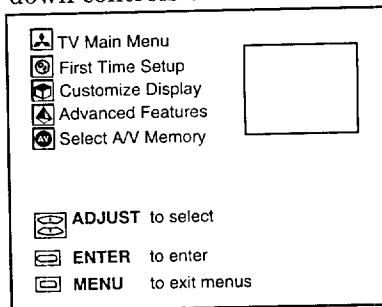 down controls
TV Main Menu
First Time Setup
Customize Display
Advanced Features
Select A/V Memory
ADJUST to select
ENTER to enter
MENU to exit menus